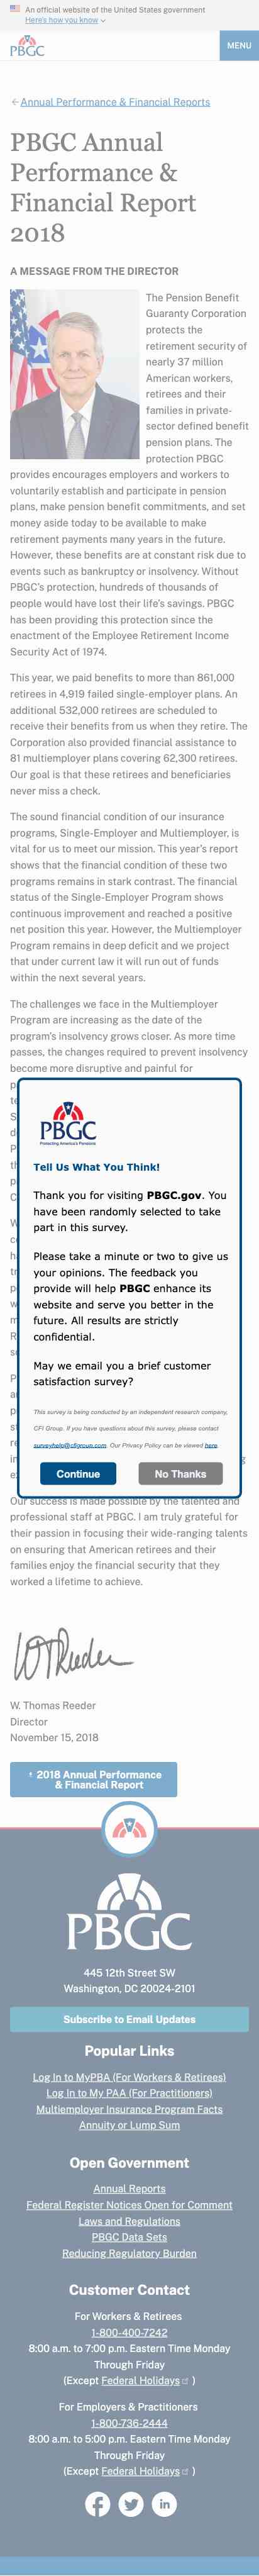 An official website of the United States government
Here's how you know
PBGC
MENU
Annual Performance & Financial Reports
PBGC Annual
Performance &
Financial Report
2018
A MESSAGE FROM THE DIRECTOR
The Pension Benefit
Guaranty Corporation
protects the
retirement security of
nearly 37 million
American workers,
retirees and their
families in private-
sector defined benefit
pension plans. The
protection PBGC
provides encourages employers and workers to
voluntarily establish and participate in pension
plans, make pension benefit commitments, and set
money aside today to be available to make
retirement payments many years in the future.
However, these benefits are at constant risk due to
events such as bankruptcy or insolvency. Without
PBGC's protection, hundreds of thousands of
people would have lost their life's savings. PBGC
has been providing this protection since the
enactment of the Employee Retirement Income
Security Act of 1974.
This year, we paid benefits to more than 861,000
retirees in 4,919 failed single-employer plans. An
additional 532,000 retirees are scheduled to
receive their benefits from us when they retire. The
Corporation also provided financial assistance to
81 multiemployer plans covering 62,300 retirees.
Our goal is that these retirees and beneficiaries
never miss a check.
The sound financial condition of our insurance
programs, Single-Employer and Multiemployer, is
vital for us to meet our mission. This year's report
shows that the financial condition of these two
programs remains in stark contrast. The financial
status of the Single-Employer Program shows
continuous improvement and reached a positive
net position this year. However, the Multiemployer
Program remains in deep deficit and we project
that under current law it will run out of funds
within the next several years.
The challenges we face in the Multiemployer
Program are increasing as the date of the
program's insolvency grows closer. As more time
passes, the changes required to prevent insolvency
become more disruptive and painful for
PBGC
Protecting America's Pensions
Tell Us What You Think!
Thank you for visiting PBGC.gov. You
have been randomly selected to take
part in this survey.
Please take a minute or two to give us
your opinions. The feedback you
provide will help PBGC enhance its
website and serve you better in the
future. All results are strictly
confidential.
May we email you a brief customer
satisfaction survey?
This survey is being conducted by an independent research company,
CFI Group. If you have questions about this survey, please contact
surveyhelp@cfigroup.com. Our Privacy Policy can be viewed here.
Continue
No Thanks
Our success is made possible by the talented and
professional staff at PBGC. I am truly grateful for
their passion in focusing their wide-ranging talents
on ensuring that American retirees and their
families enjoy the financial security that they
worked a lifetime to achieve.
W. Thomas Reeder
Director
November 15, 2018
2018 Annual Performance
& Financial Report
PBGC
445 12th Street SW
Washington, DC 20024-2101
Subscribe to Email Updates
Popular Links
Log In to MyPBA (For Workers & Retirees)
Log In to My PAA (For Practitioners)
Multiemployer Insurance Program Facts
Annuity or Lump Sum
Open Government
Annual Reports
Federal Register Notices Open for Comment
Laws and Regulations
PBGC Data Sets
Reducing Regulatory Burden
Customer Contact
For Workers & Retirees
1-800-400-7242
8:00 a.m. to 7:00 p.m. Eastern Time Monday
Through Friday
(Except Federal Holidays )
For Employers & Practitioners
1-800-736-2444
8:00 a.m. to 5:00 p.m. Eastern Time Monday
Through Friday
(Except Federal Holidays )